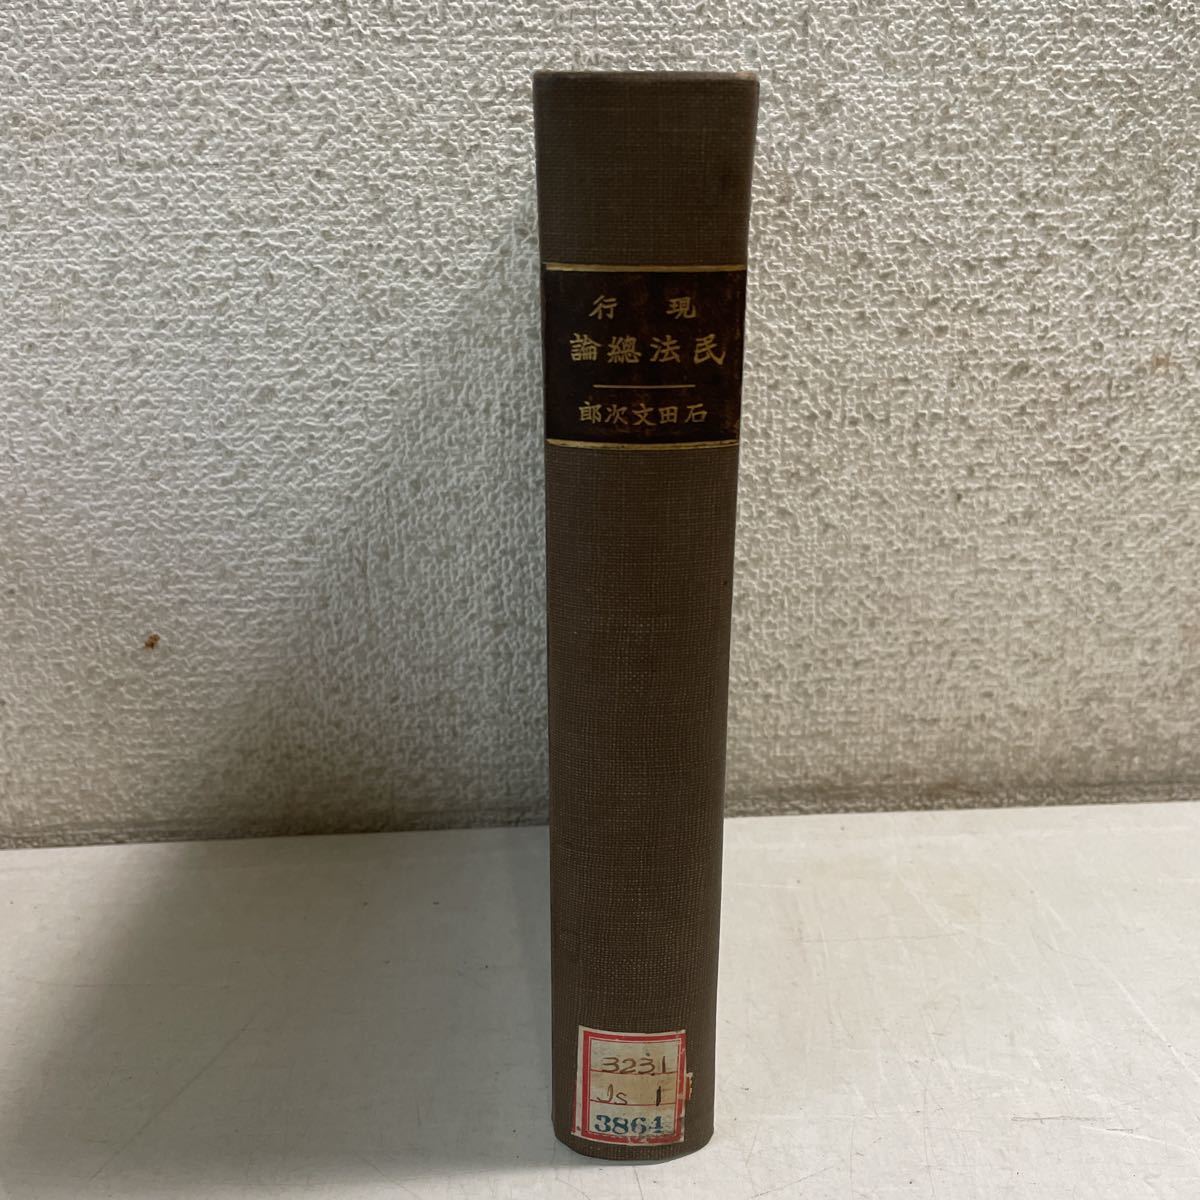 現行
民法總論
石田文次郎
323.1
Is 1
3864